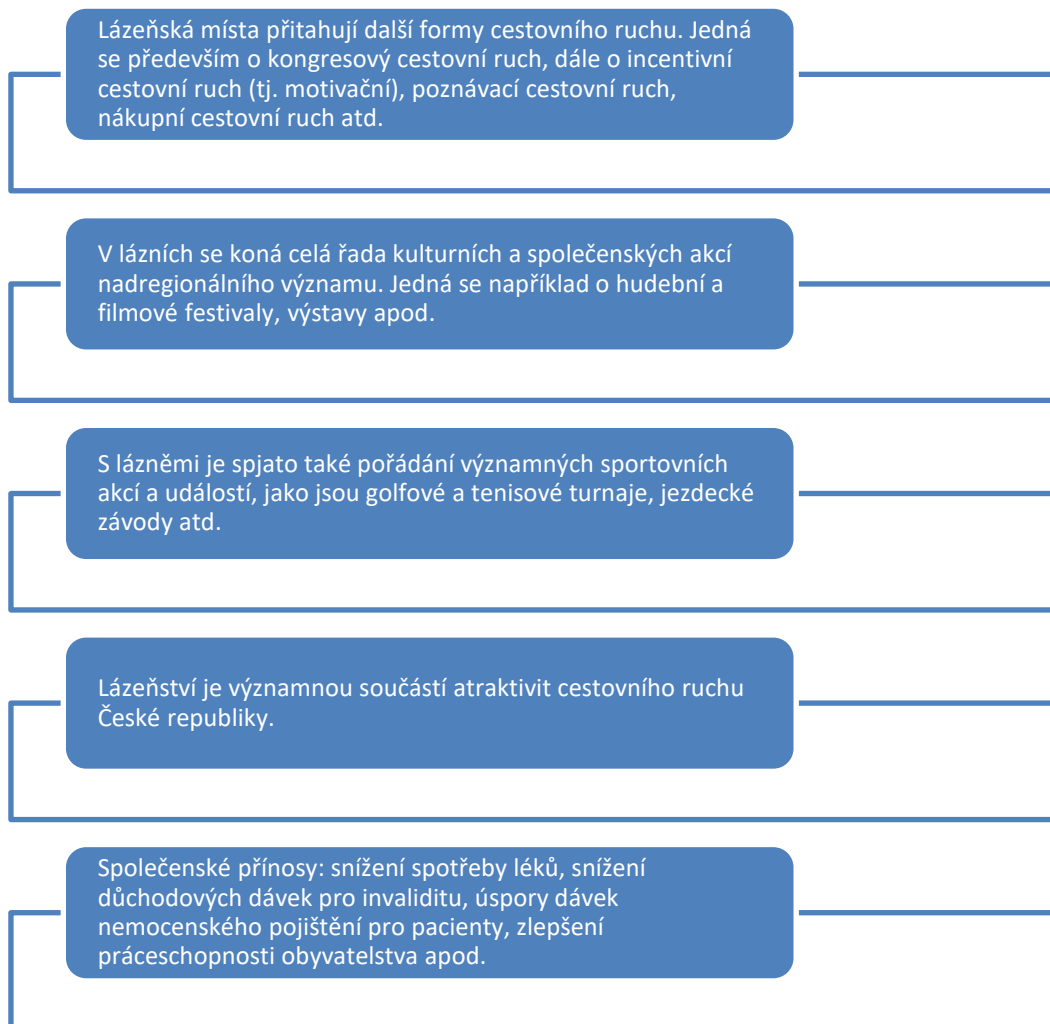 Lázeňská místa přitahují další formy cestovního ruchu. Jedná
se především o kongresový cestovní ruch, dále o incentivní
cestovní ruch (tj. motivační), poznávací cestovní ruch,
nákupní cestovní ruch atd.
V lázních se koná celá řada kulturních a společenských akcí
nadregionálního významu. Jedná se například o hudební a
filmové festivaly, výstavy apod.
S lázněmi je spjato také pořádání významných sportovních
akcí a událostí, jako jsou golfové a tenisové turnaje, jezdecké
závody atd.
Lázeňství je významnou součástí atraktivit cestovního ruchu
České republiky.
Společenské přínosy: snížení spotřeby léků, snížení
důchodových dávek pro invaliditu, úspory dávek
nemocenského pojištění pro pacienty, zlepšení
práceschopnosti obyvatelstva apod.